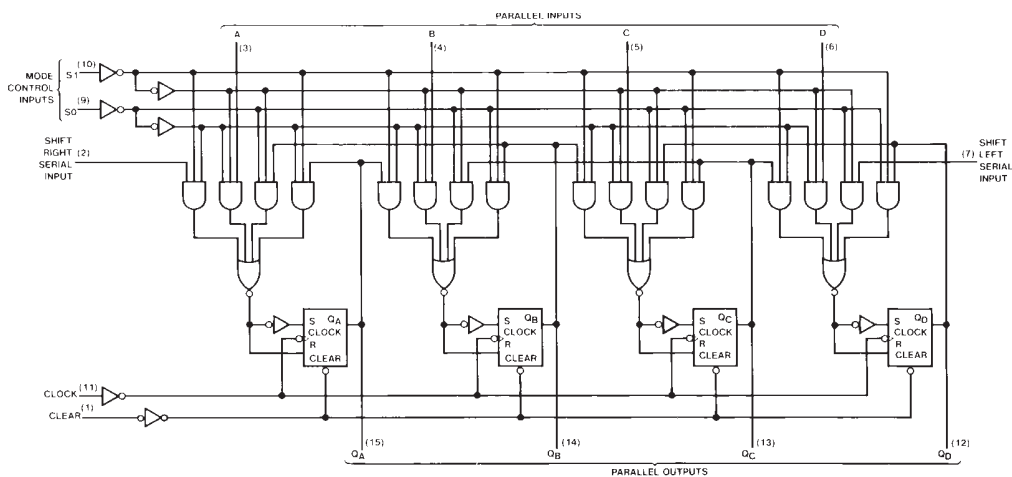 PARALLEL INPUTS
A B C D
(3) (4) (5) (6)
MODE
CONTROL
INPUTS
(10)
S1
(9)
S0
SHIFT
RIGHT (2)
SERIAL
INPUT
(7) SHIFT
LEFT
SERIAL
INPUT
S QA
CLOCK
R
CLEAR
S QB
CLOCK
R
CLEAR
S QC
CLOCK
R
CLEAR
S QD
CLOCK
R
CLEAR
CLOCK (11)
CLEAR (1)
(15) (14) (13) (12)
QA QB QC QD
PARALLEL OUTPUTS